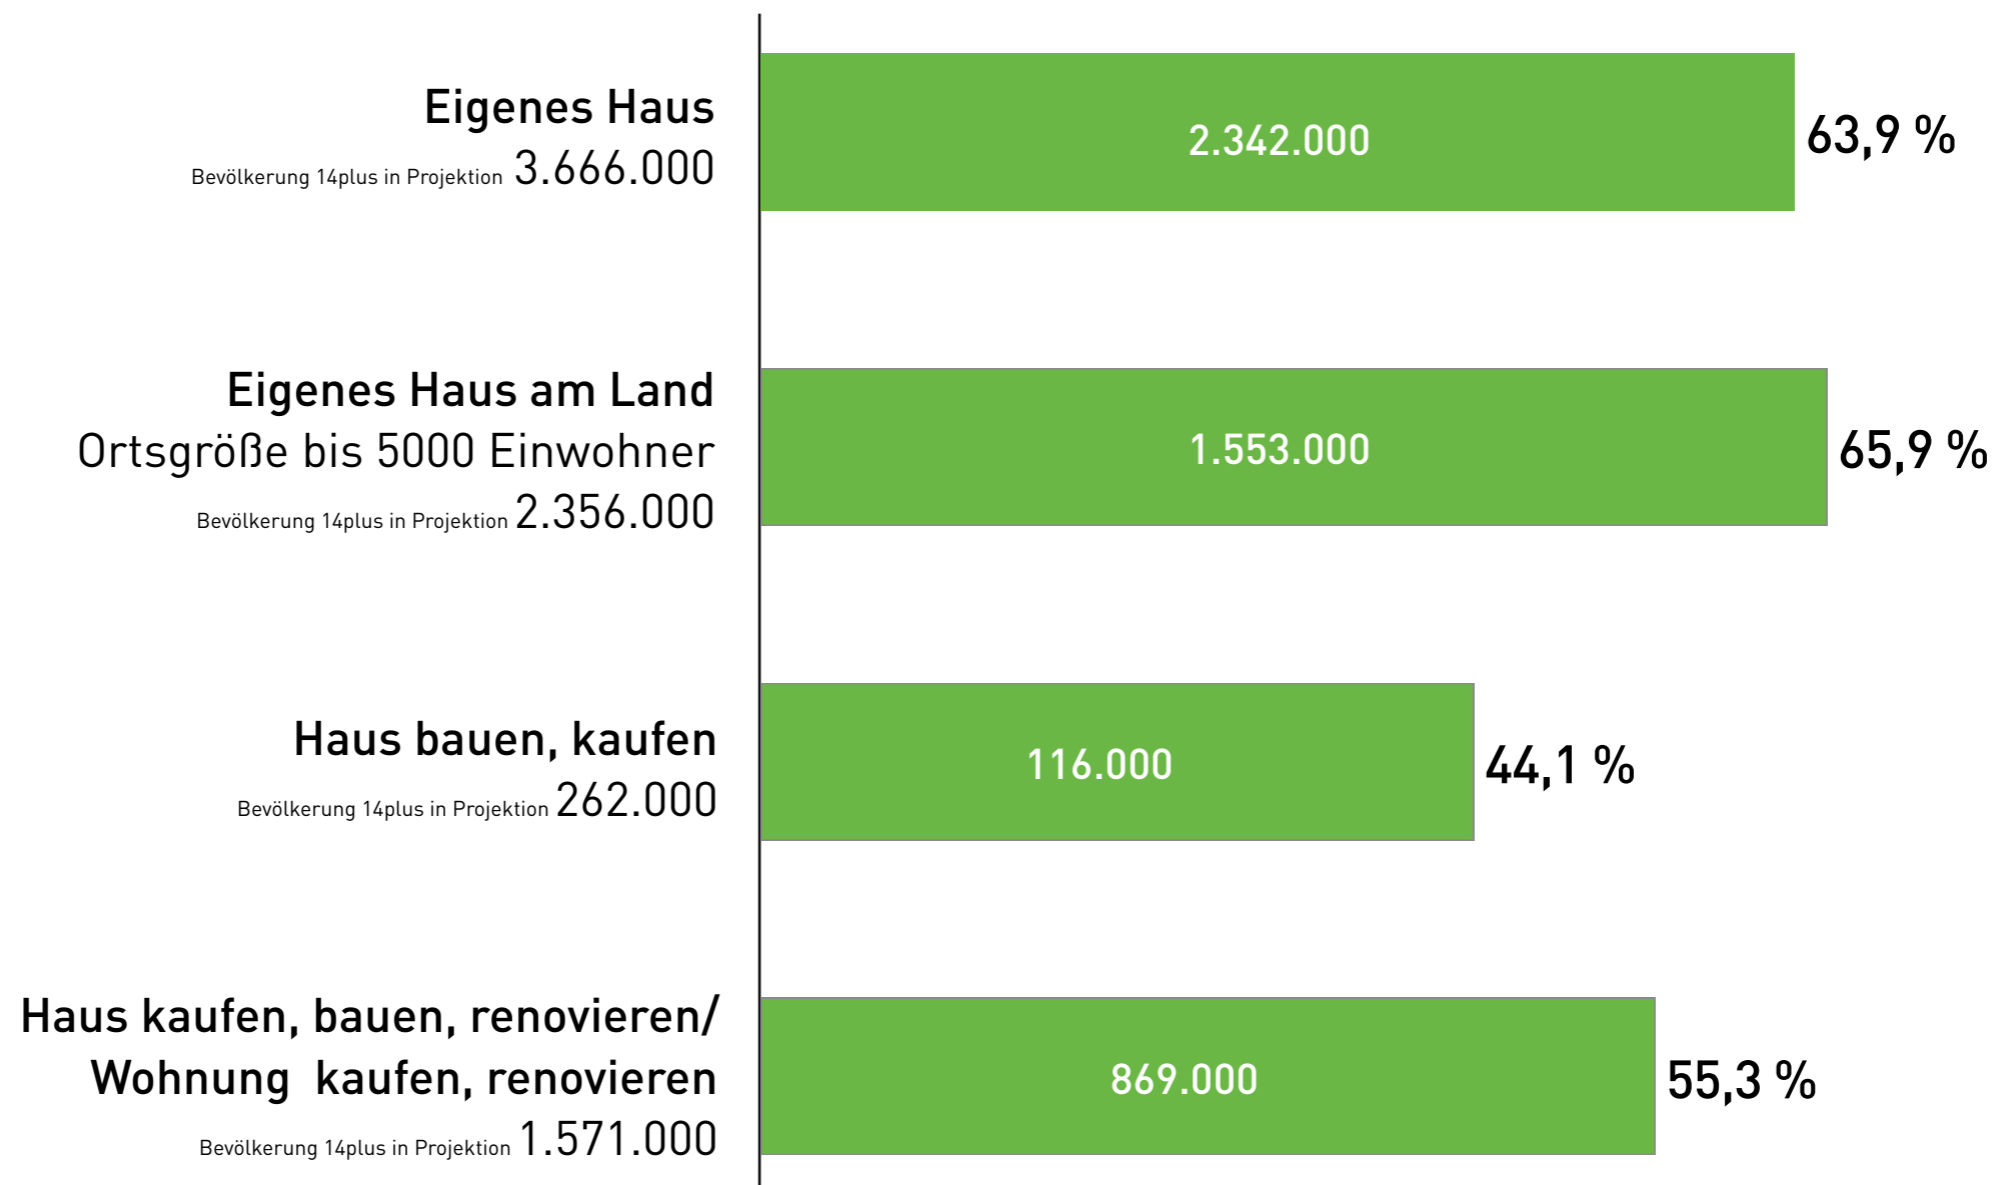 Eigenes Haus
Bevölkerung 14plus in Projektion 3.666.000
2.342.000
63,9 %
Eigenes Haus am Land
Ortsgröße bis 5000 Einwohner
Bevölkerung 14plus in Projektion 2.356.000
1.553.000
65,9 %
Haus bauen, kaufen
Bevölkerung 14plus in Projektion 262.000
116.000
44,1 %
Haus kaufen, bauen, renovieren/
Wohnung kaufen, renovieren
Bevölkerung 14plus in Projektion 1.571.000
869.000
55,3 %